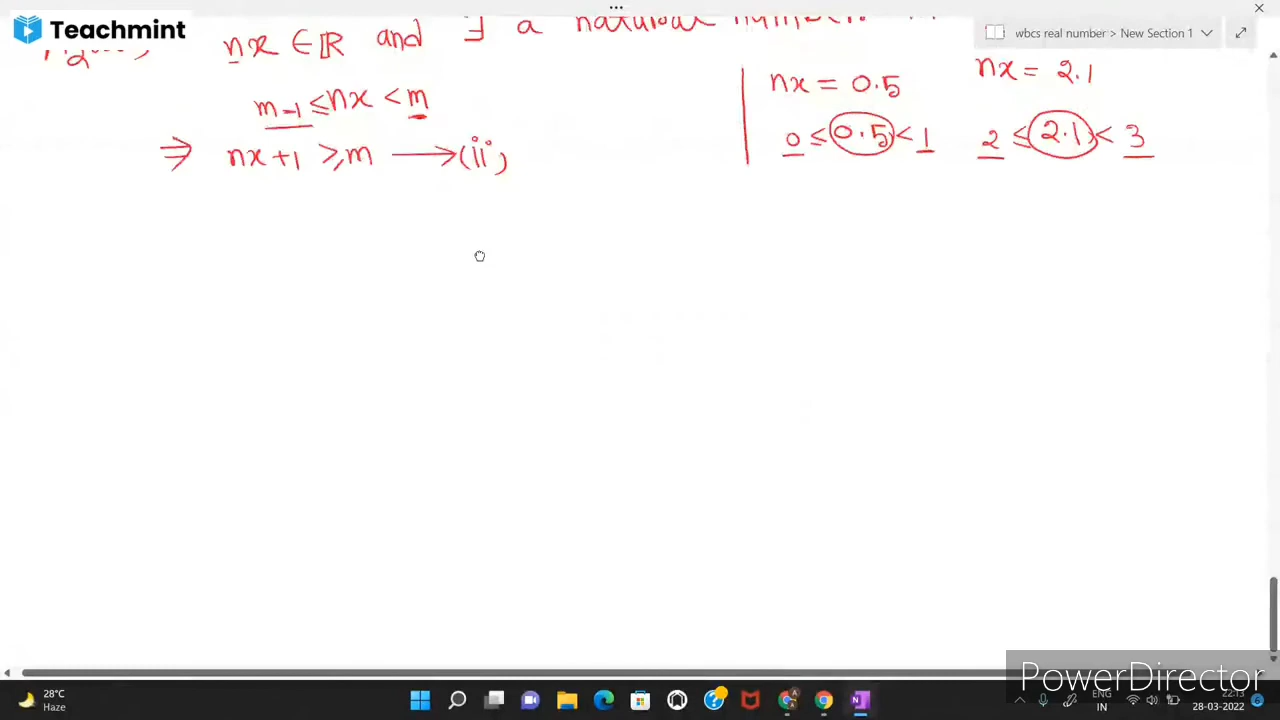 Teachmint
wbcs real number > New Section 1
nx ∈ ℝ and ∃ a natural number
m-1 ≤ nx < m
⇒ nx+1 ≥ m ⟶ (ii)
nx = 0.5
0 ≤ 0.5 < 1
nx = 2.1
2 ≤ 2.1 < 3
PowerDirector
28°C
Haze
ENG
IN
22:13
28-03-2022